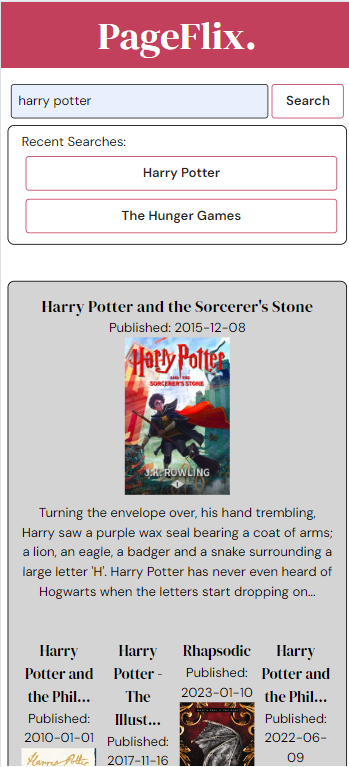 PageFlix.
harry potter
Search
Recent Searches:
Harry Potter
The Hunger Games
Harry Potter and the Sorcerer's Stone
Published: 2015-12-08
Harry Potter
AND THE
SORCERER'S STONE
J.K. ROWLING
1
Turning the envelope over, his hand trembling,
Harry saw a purple wax seal bearing a coat of arms;
a lion, an eagle, a badger and a snake surrounding a
large letter 'H'. Harry Potter has never even heard of
Hogwarts when the letters start dropping on...
Harry
Potter and
the Phil...
Published:
2010-01-01
Harry
Potter -
The
Illust...
Published:
2017-11-16
Rhapsodic
Published:
2023-01-10
Harry
Potter and
the Phil...
Published:
2022-06-
09